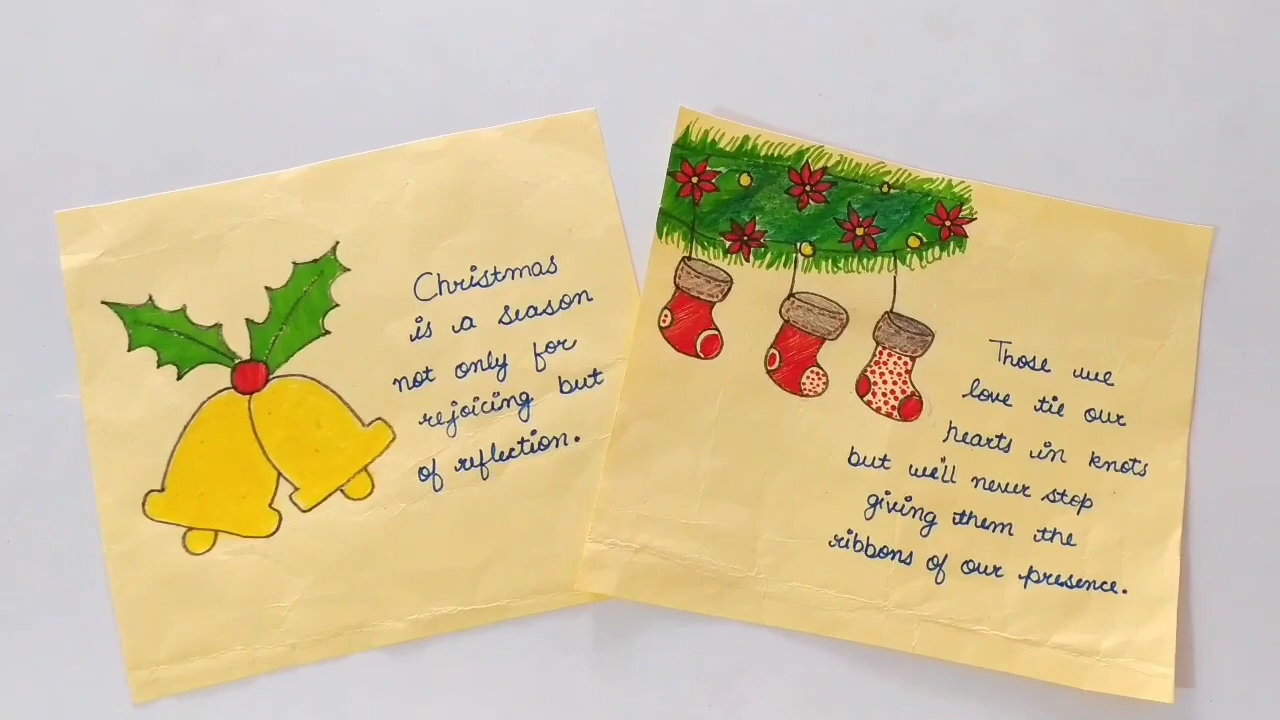 Christmas
is a season
not only for
rejoicing but
of reflection.
Those we
love tie our
hearts in knots
but we'll never stop
giving them the
ribbons of our presence.